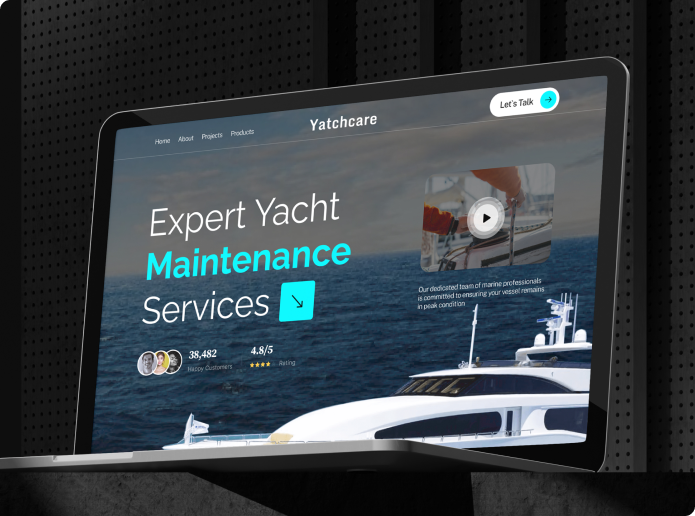 Home About Projects Products
Yatchcare
Let's Talk
Expert Yacht
Maintenance
Services
Our dedicated team of marine professionals
is committed to ensuring your vessel remains
in peak condition
38,482
Happy Customers
4.8/5
Rating